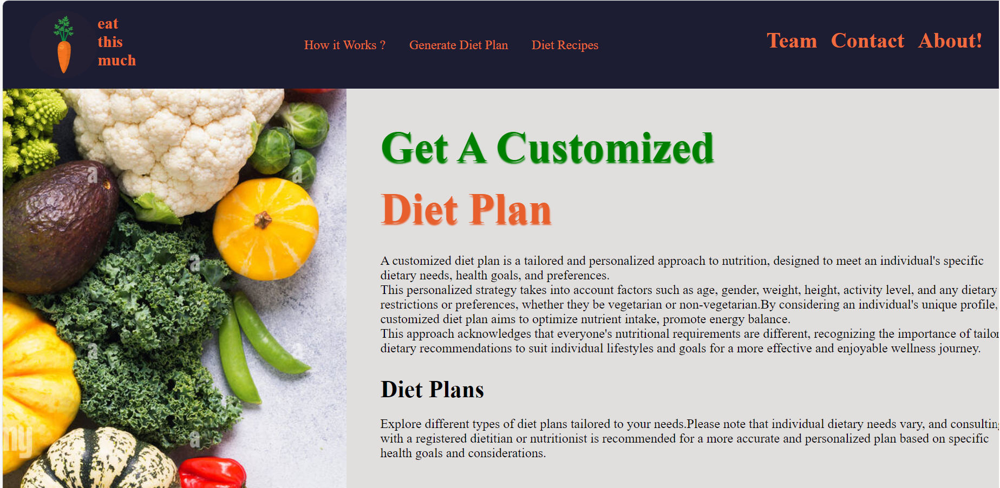 eat
this
much
How it Works ?
Generate Diet Plan
Diet Recipes
Team
Contact
About!
Get A Customized
Diet Plan
A customized diet plan is a tailored and personalized approach to nutrition, designed to meet an individual's specific
dietary needs, health goals, and preferences.
This personalized strategy takes into account factors such as age, gender, weight, height, activity level, and any dietary
restrictions or preferences, whether they be vegetarian or non-vegetarian.By considering an individual's unique profile,
customized diet plan aims to optimize nutrient intake, promote energy balance.
This approach acknowledges that everyone's nutritional requirements are different, recognizing the importance of tailor
dietary recommendations to suit individual lifestyles and goals for a more effective and enjoyable wellness journey.
Diet Plans
Explore different types of diet plans tailored to your needs.Please note that individual dietary needs vary, and consulting
with a registered dietitian or nutritionist is recommended for a more accurate and personalized plan based on specific
health goals and considerations.
a
a
a
a
a
a
my